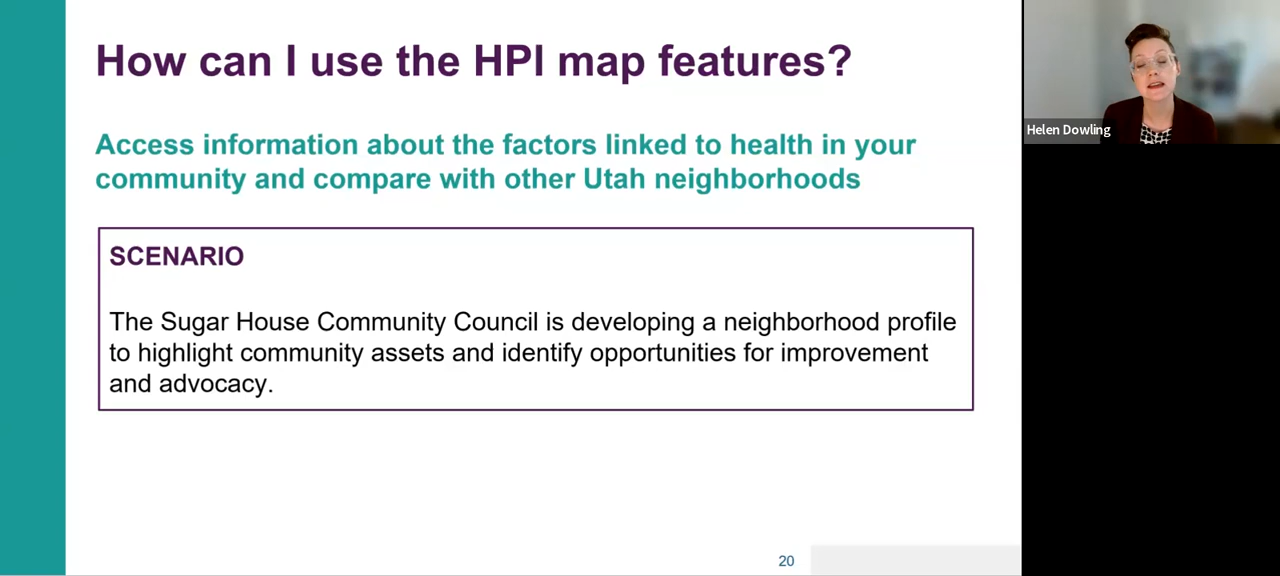 How can I use the HPI map features?
Access information about the factors linked to health in your
community and compare with other Utah neighborhoods
SCENARIO
The Sugar House Community Council is developing a neighborhood profile
to highlight community assets and identify opportunities for improvement
and advocacy.
20
Helen Dowling